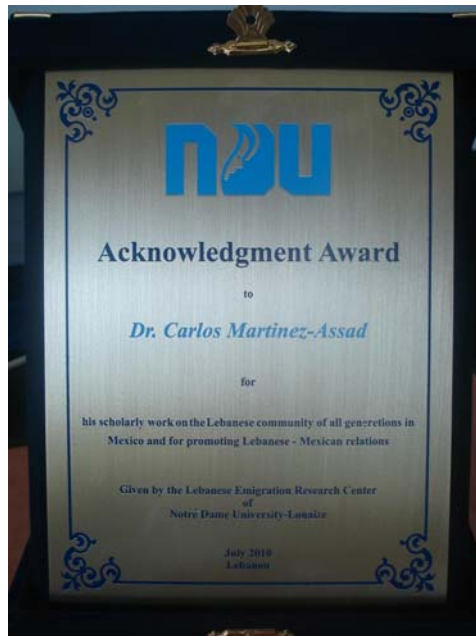 NDU
Acknowledgment Award
to
Dr. Carlos Martinez-Assad
for
his scholarly work on the Lebanese community of all generetions in
Mexico and for promoting Lebanese - Mexican relations
Given by the Lebanese Emigration Research Center
of
Notre Dame University-Louaize
July 2010
Lebanon